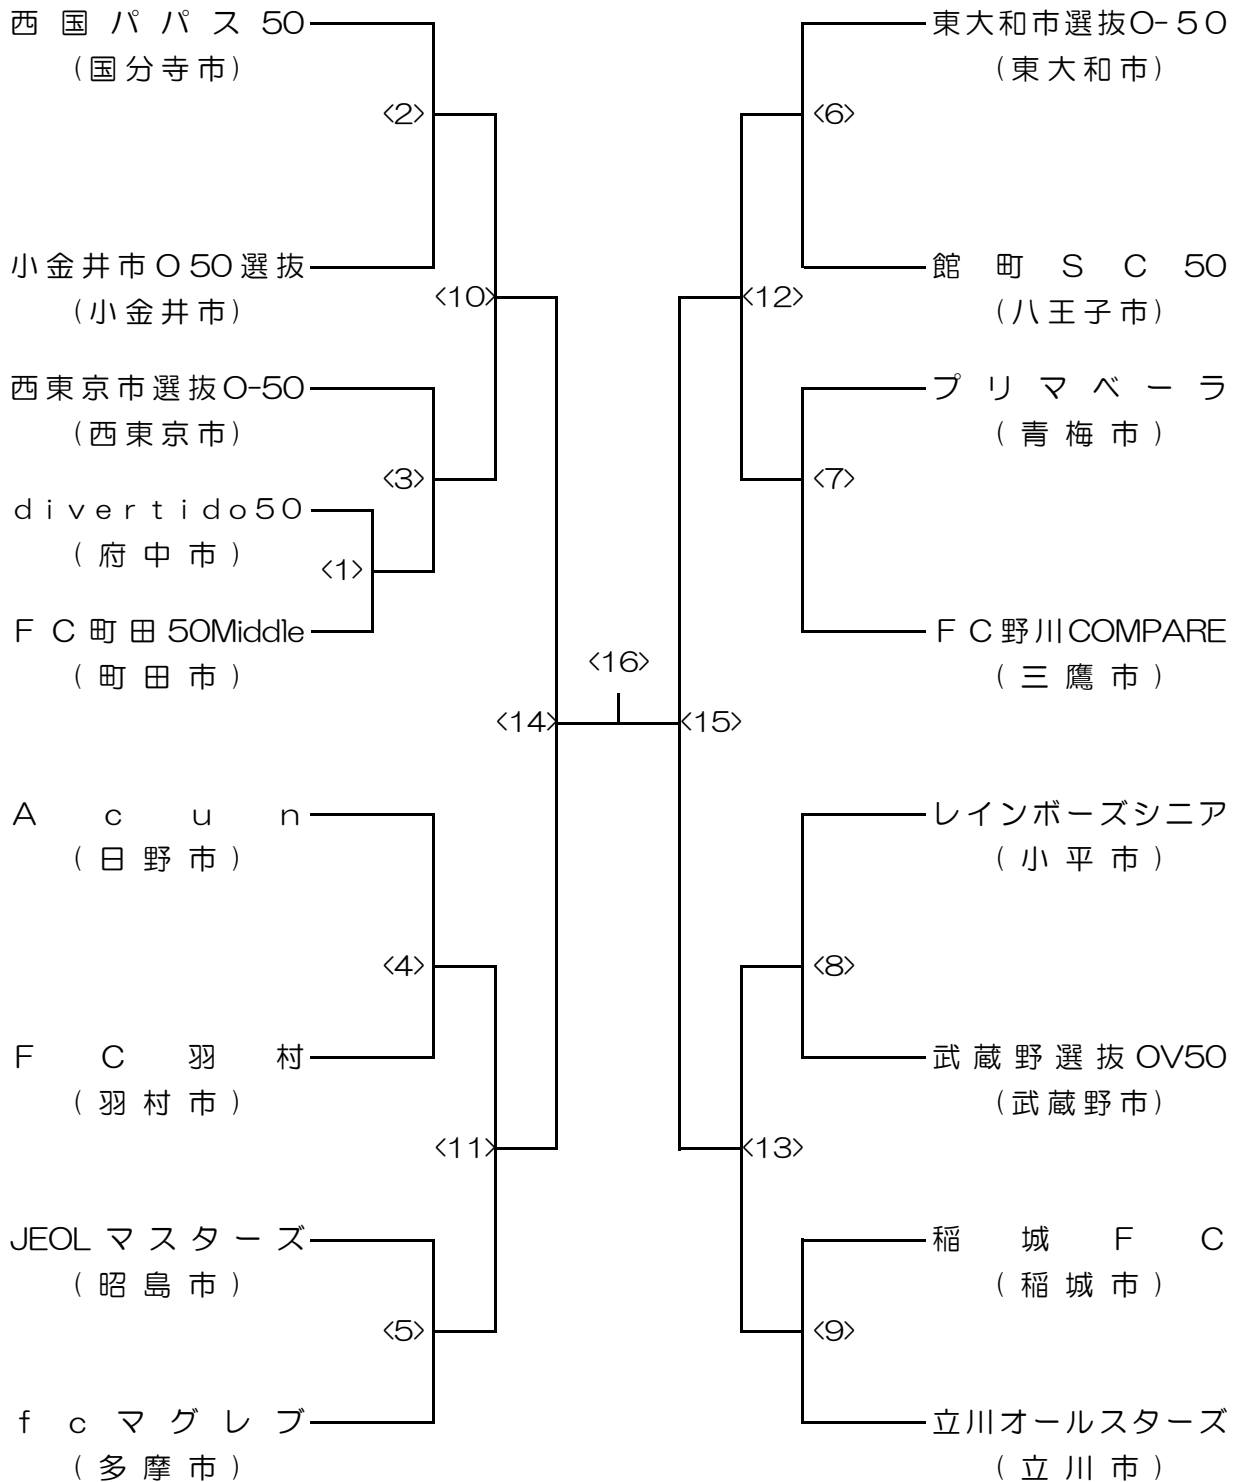 西国パパス50
（国分寺市）
<2>
小金井市O50選抜
（小金井市）
<10>
西東京市選抜O-50
（西東京市）
<3>
divertido50
（府中市）
<1>
FC町田50Middle
（町田市）
<14>
Acun
（日野市）
<4>
FC羽村
（羽村市）
<11>
JEOLマスターズ
（昭島市）
<5>
fcマグレブ
（多摩市）
<16>
東大和市選抜O-50
（東大和市）
<6>
館町SC50
（八王子市）
<12>
プリマベーラ
（青梅市）
<7>
FC野川COMPARE
（三鷹市）
<15>
レインボーズシニア
（小平市）
<8>
武蔵野選抜OV50
（武蔵野市）
<13>
稲城FC
（稲城市）
<9>
立川オールスターズ
（立川市）